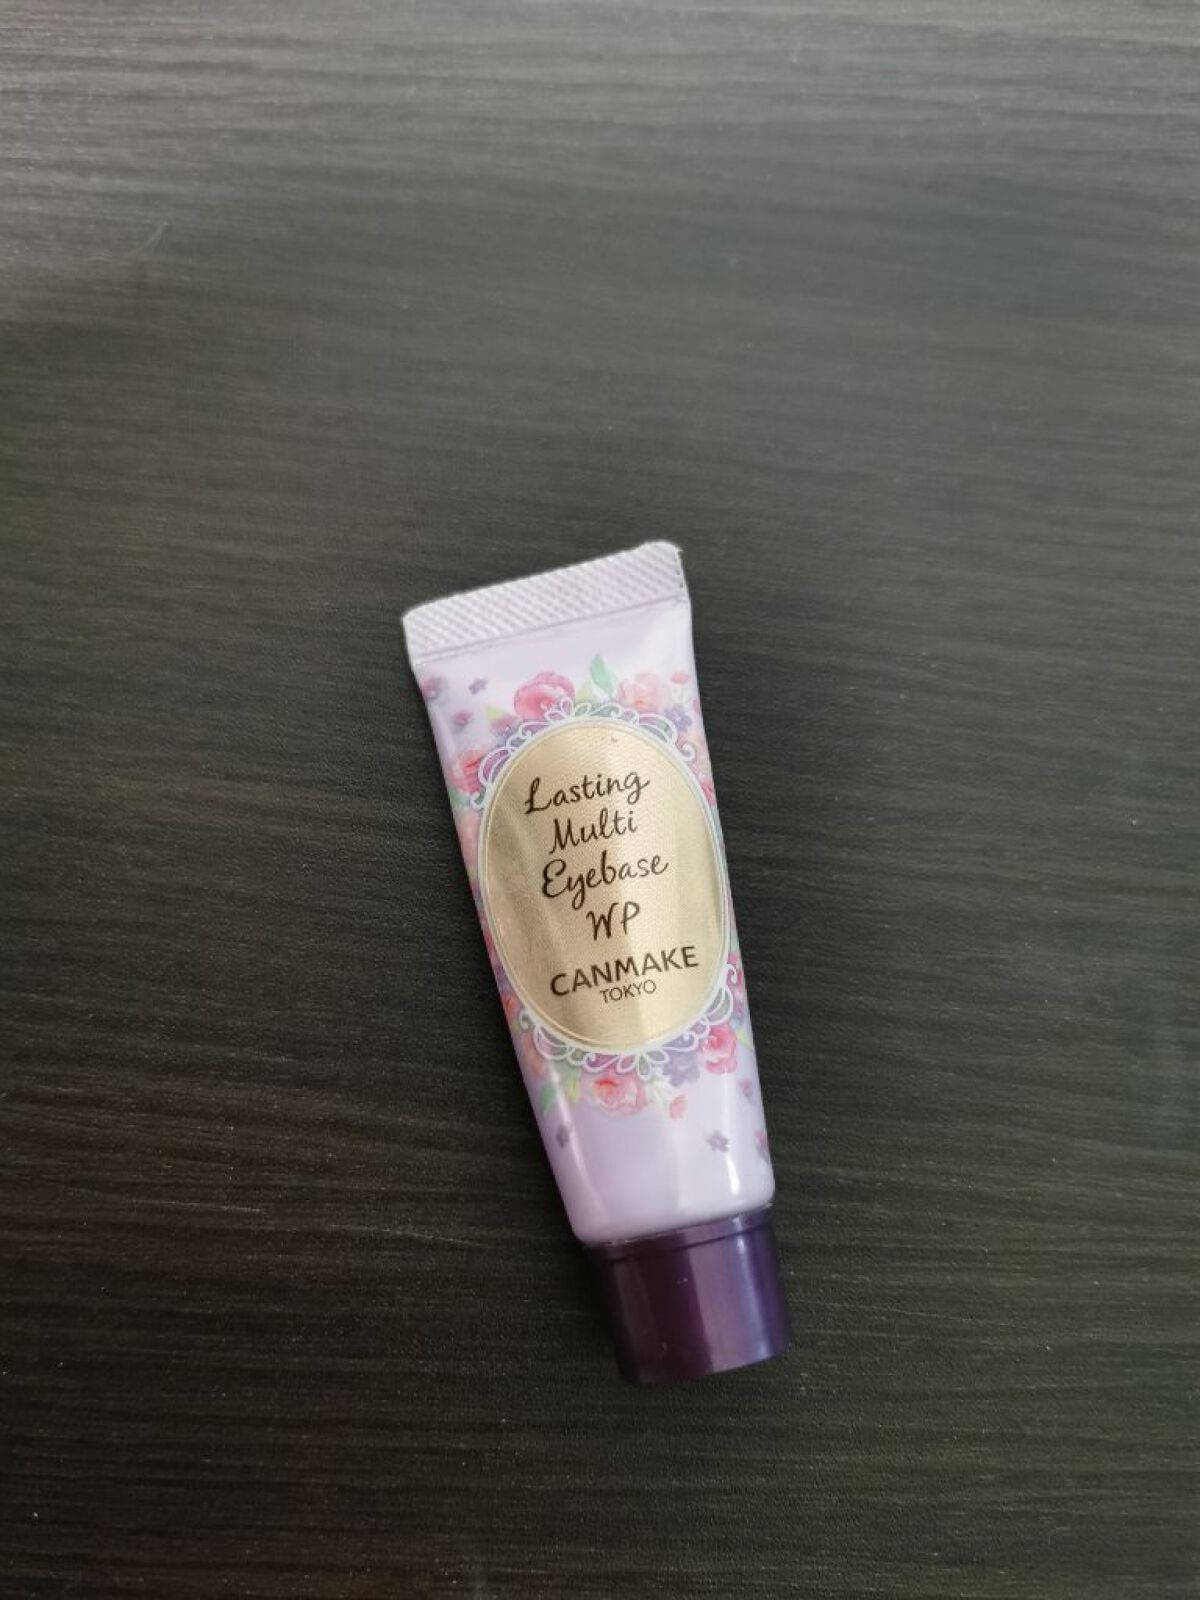 Lasting
Multi
Eyebase
WP
CANMAKE
TOKYO